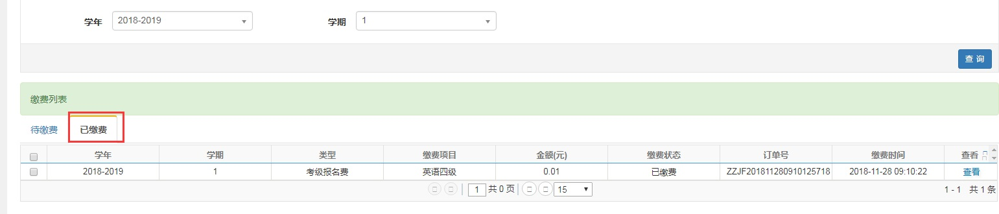 学年 2018-2019 学期 1
查 询
缴费列表
待缴费 已缴费
学年 学期 类型 缴费项目 金额(元) 缴费状态 订单号 缴费时间 查看
2018-2019 1 考级报名费 英语四级 0.01 已缴费 ZZJF201811280910125718 2018-11-28 09:10:22 查看
1 共 0 页 15 1 - 1 共 1 条